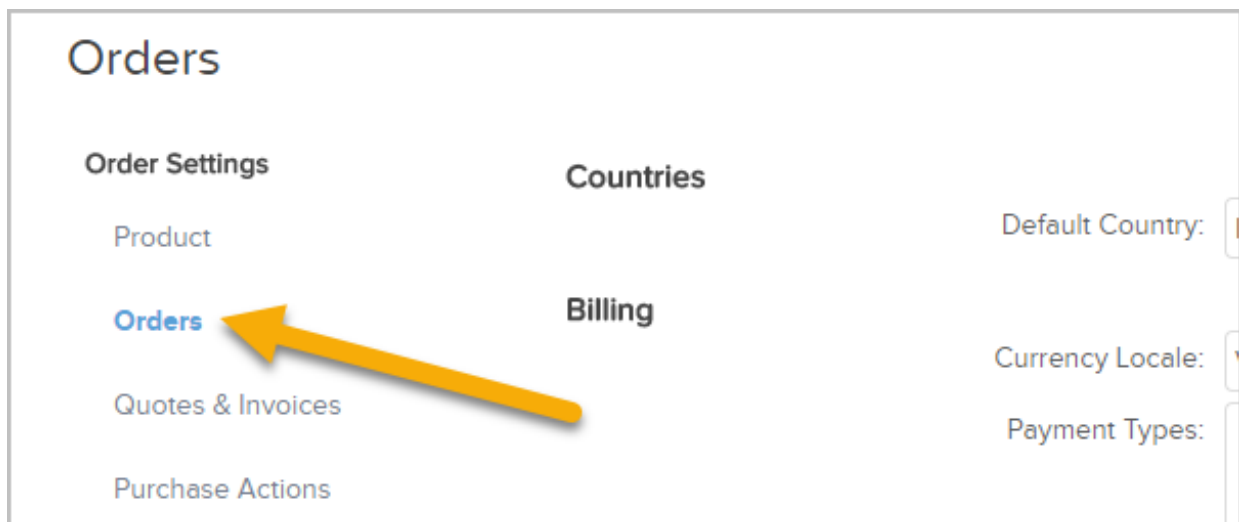 Orders
Order Settings
Product
Orders
Quotes & Invoices
Purchase Actions
Countries
Default Country:
Billing
Currency Locale:
Payment Types: